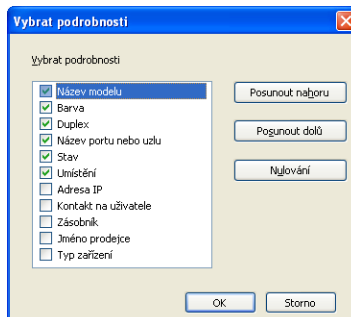 Vybrat podrobnosti
Vybrat podrobnosti
Název modelu
Barva
Duplex
Název portu nebo uzlu
Stav
Umístění
Adresa IP
Kontakt na uživatele
Zásobník
Jméno prodejce
Typ zařízení
Posunout nahoru
Posunout dolů
Nulování
OK
Storno